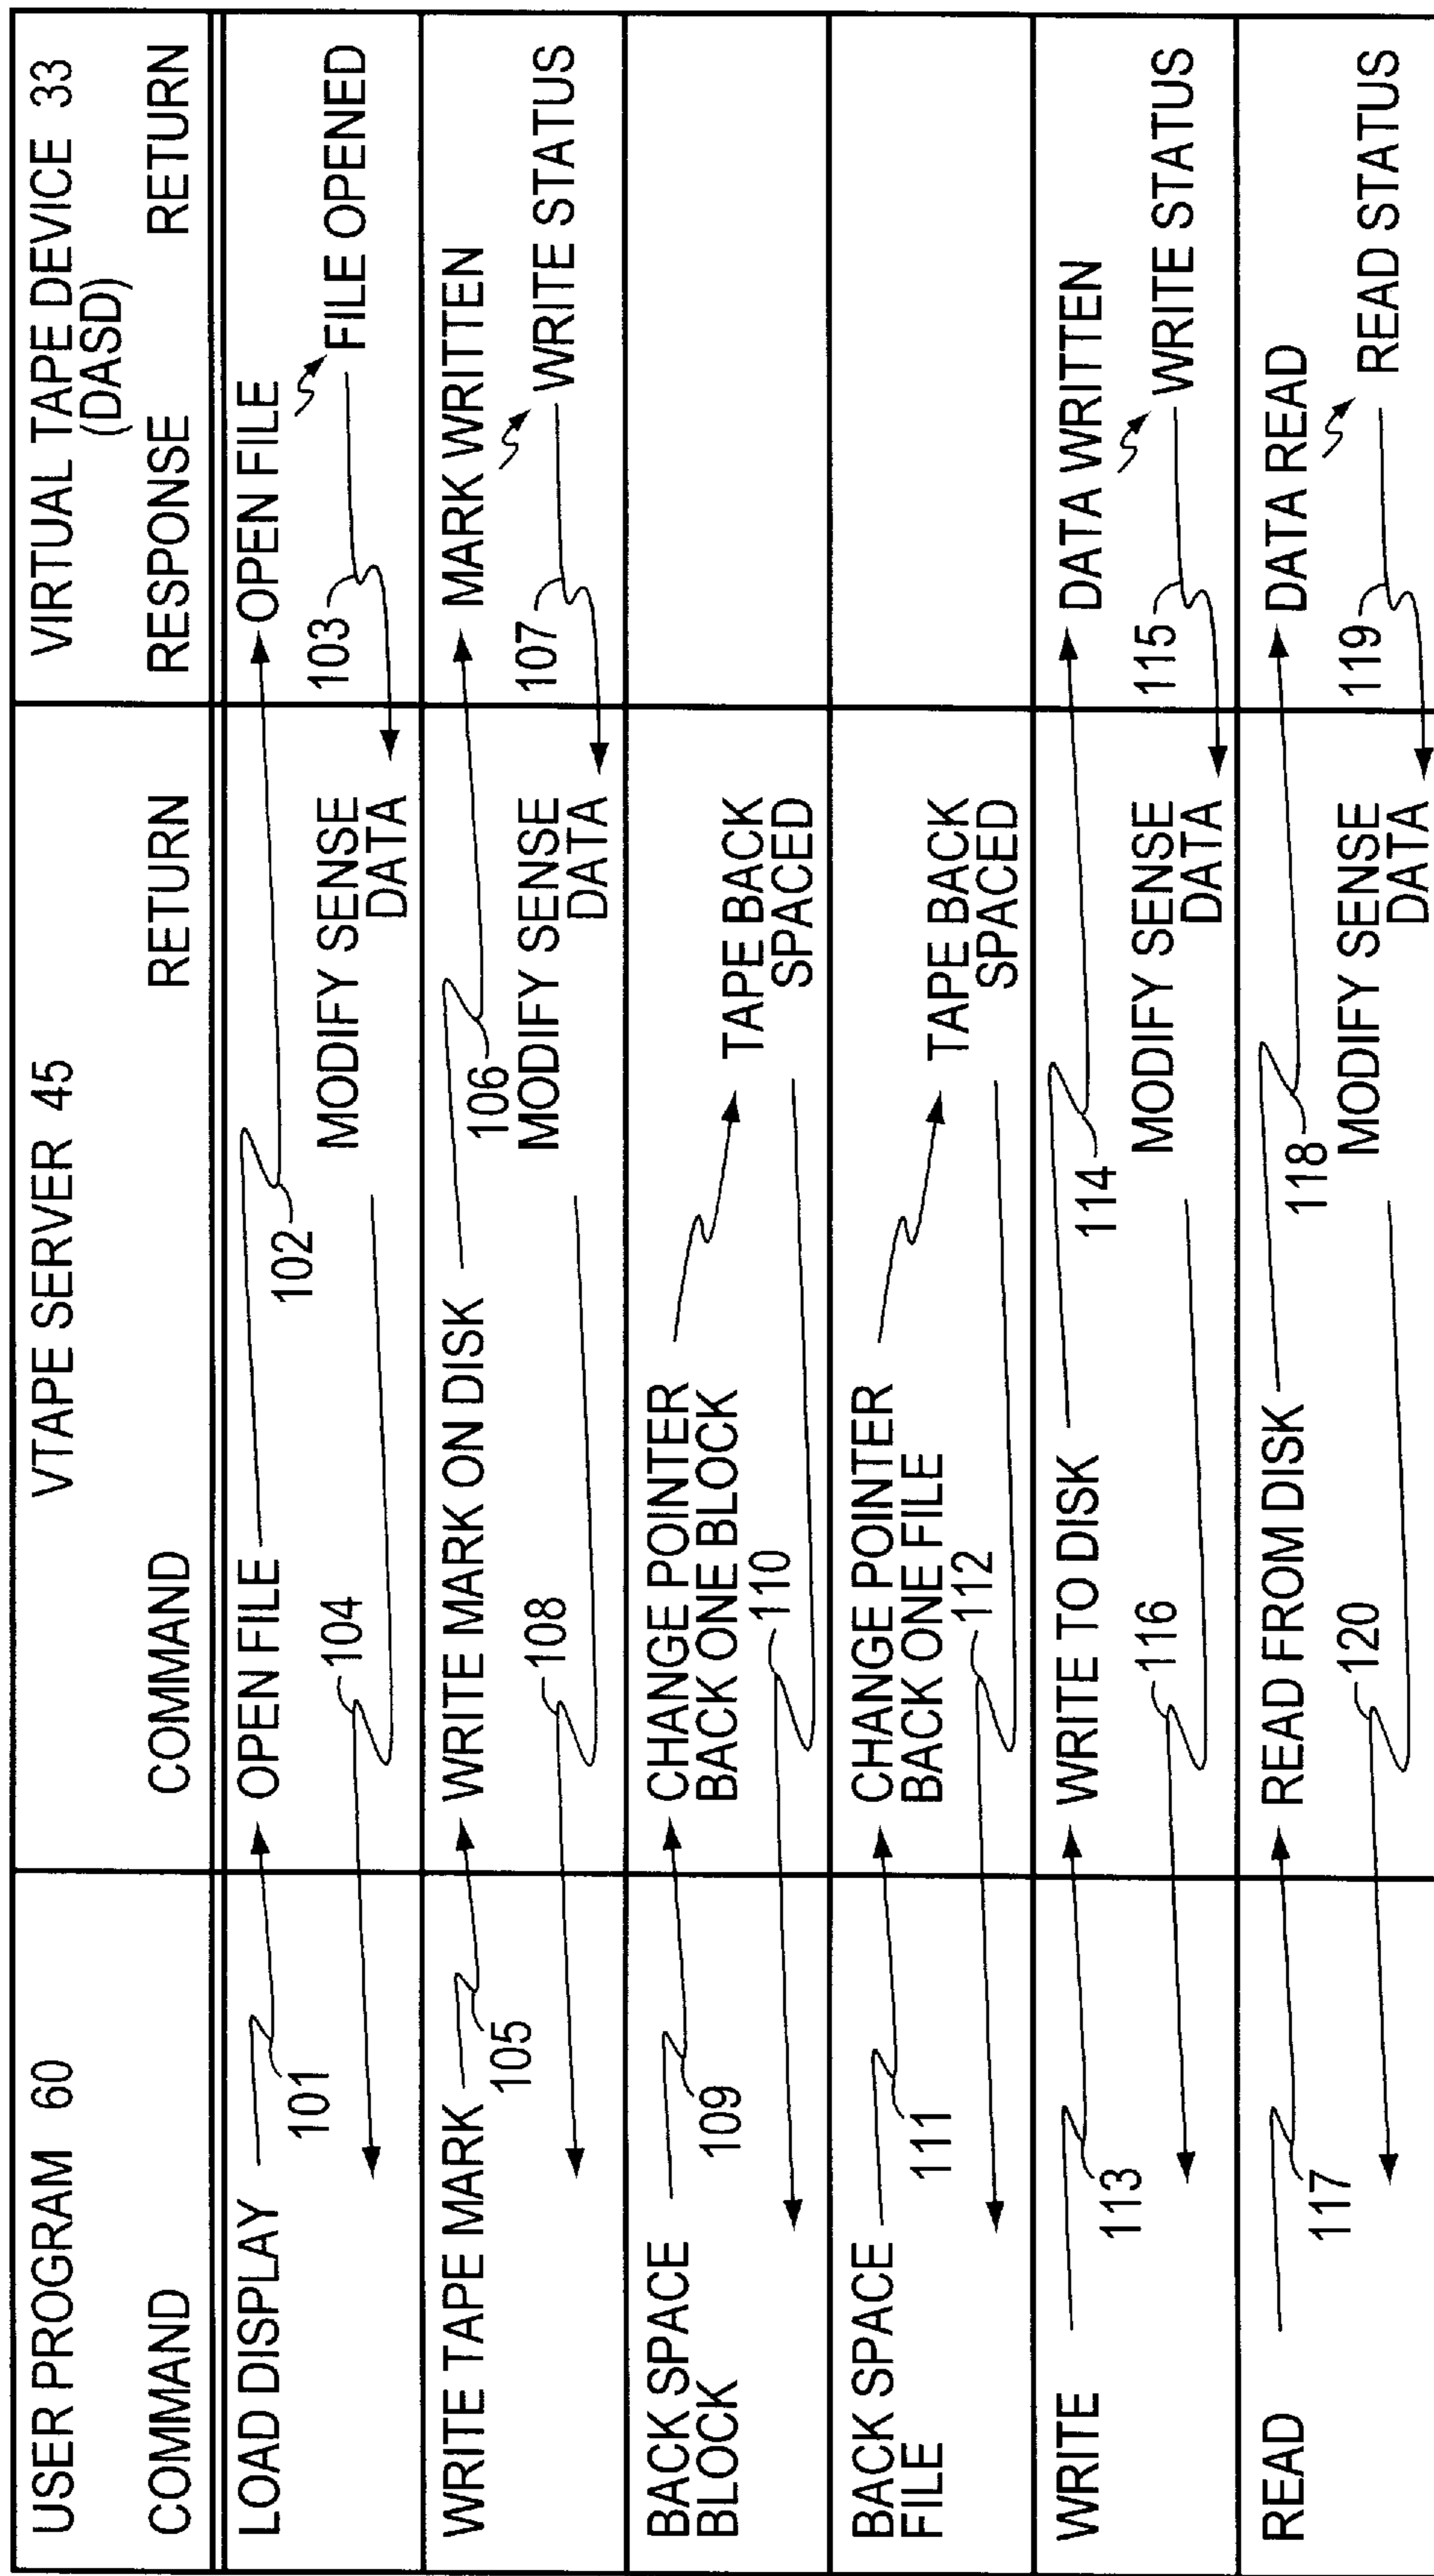 USER PROGRAM 60
VTAPE SERVER 45
VIRTUAL TAPE DEVICE 33
(DASD)
COMMAND
COMMAND
RETURN
RESPONSE
RETURN
LOAD DISPLAY
101
OPEN FILE
102
OPEN FILE
103
FILE OPENED
104
MODIFY SENSE
DATA
WRITE TAPE MARK
105
WRITE MARK ON DISK
106
MARK WRITTEN
107
WRITE STATUS
108
MODIFY SENSE
DATA
BACK SPACE
BLOCK
109
CHANGE POINTER
BACK ONE BLOCK
110
TAPE BACK
SPACED
BACK SPACE
FILE
111
CHANGE POINTER
BACK ONE FILE
112
TAPE BACK
SPACED
WRITE
113
WRITE TO DISK
114
DATA WRITTEN
115
WRITE STATUS
116
MODIFY SENSE
DATA
READ
117
READ FROM DISK
118
DATA READ
119
READ STATUS
120
MODIFY SENSE
DATA